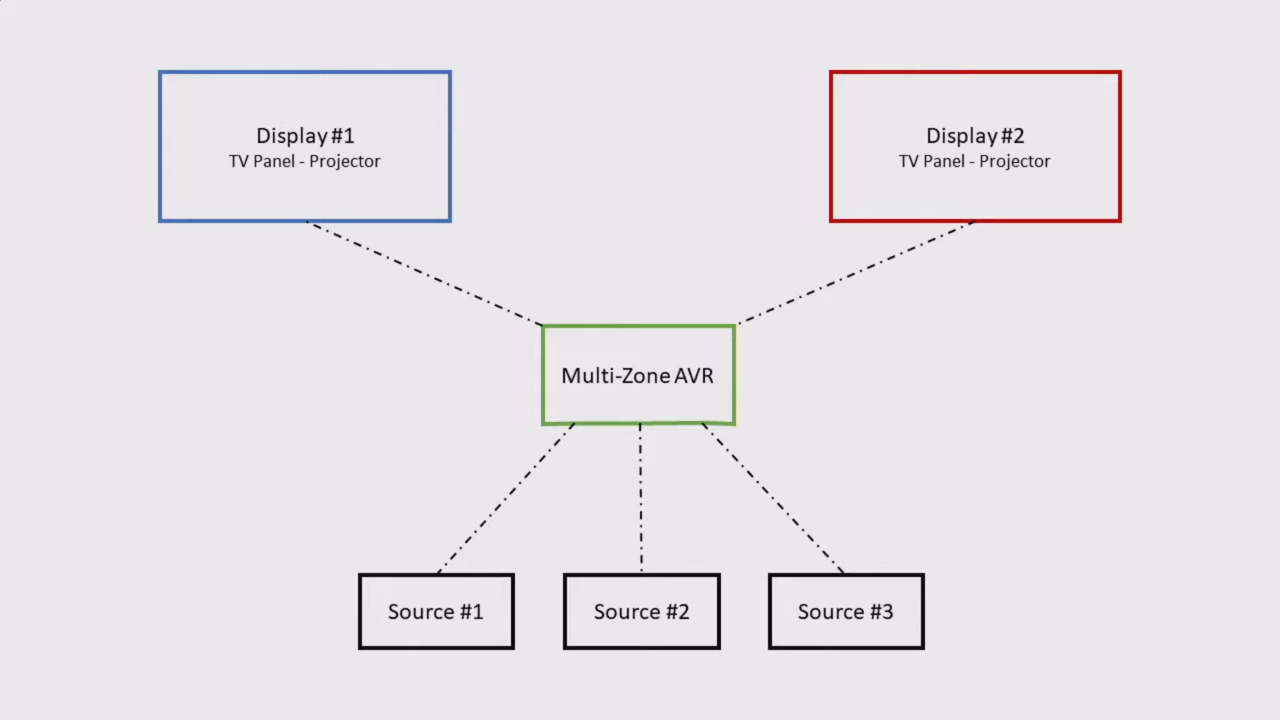 Display #1
TV Panel - Projector
Display #2
TV Panel - Projector
Multi-Zone AVR
Source #1
Source #2
Source #3